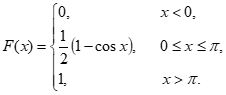 F(x) = { 0, x < 0,
1/2 (1 − cos x), 0 ≤ x ≤ π,
1, x > π.